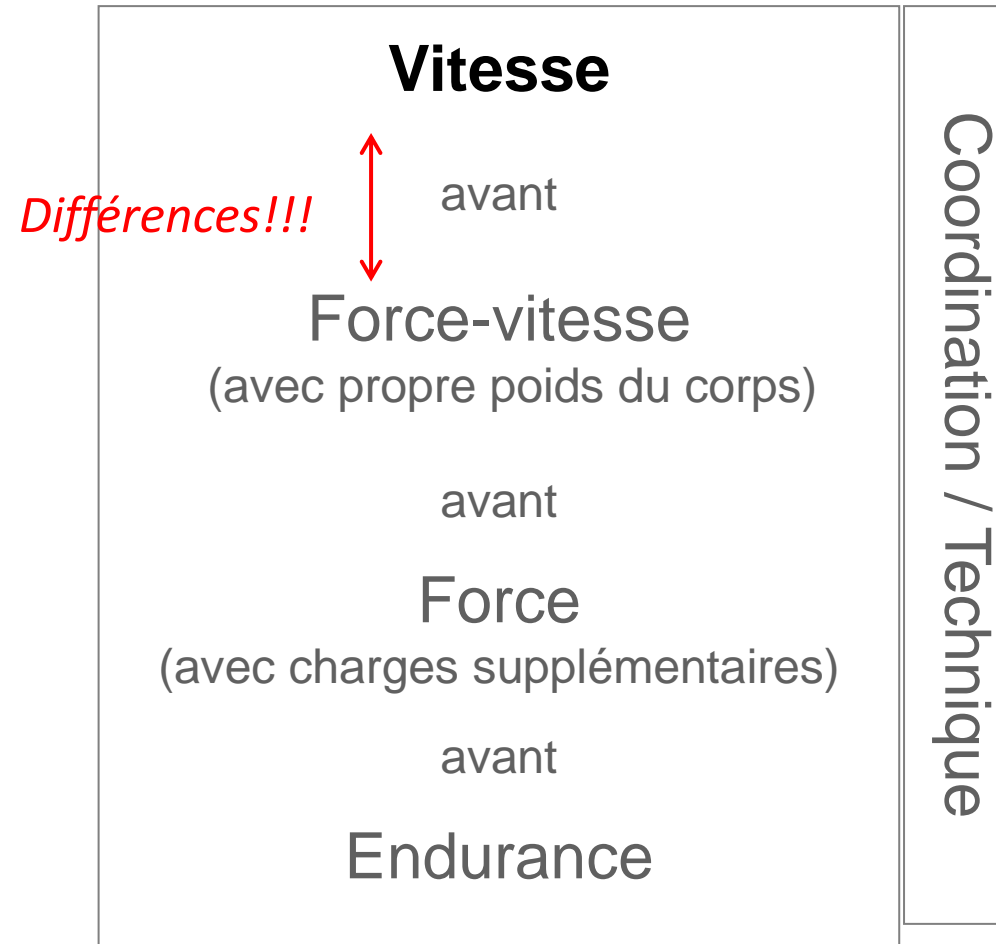 Vitesse
avant
Différences!!!
Force-vitesse
(avec propre poids du corps)
avant
Force
(avec charges supplémentaires)
avant
Endurance
Coordination / Technique